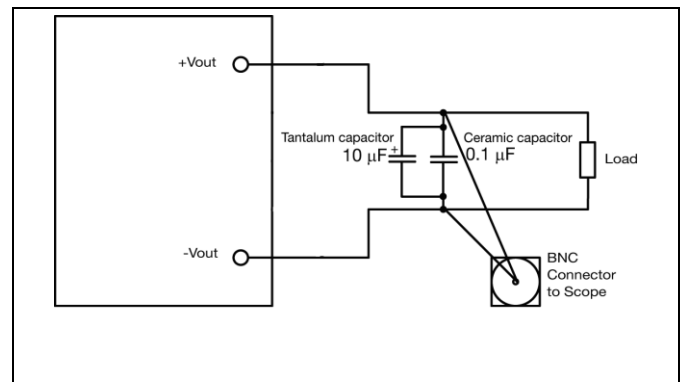 +Vout
Tantalum capacitor
10 µF
+
Ceramic capacitor
0.1 µF
Load
-Vout
BNC
Connector
to Scope